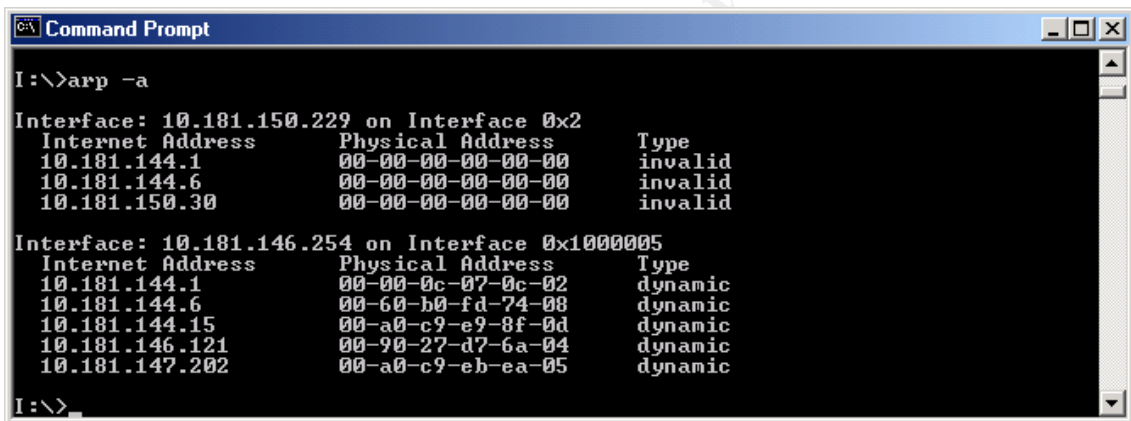 Command Prompt
I:\>arp -a
Interface: 10.181.150.229 on Interface 0x2
Internet Address Physical Address Type
10.181.144.1 00-00-00-00-00-00 invalid
10.181.144.6 00-00-00-00-00-00 invalid
10.181.150.30 00-00-00-00-00-00 invalid
Interface: 10.181.146.254 on Interface 0x1000005
Internet Address Physical Address Type
10.181.144.1 00-00-0c-07-0c-02 dynamic
10.181.144.6 00-60-b0-fd-74-08 dynamic
10.181.144.15 00-a0-c9-e9-8f-0d dynamic
10.181.146.121 00-90-27-d7-6a-04 dynamic
10.181.147.202 00-a0-c9-eb-ea-05 dynamic
I:\>_